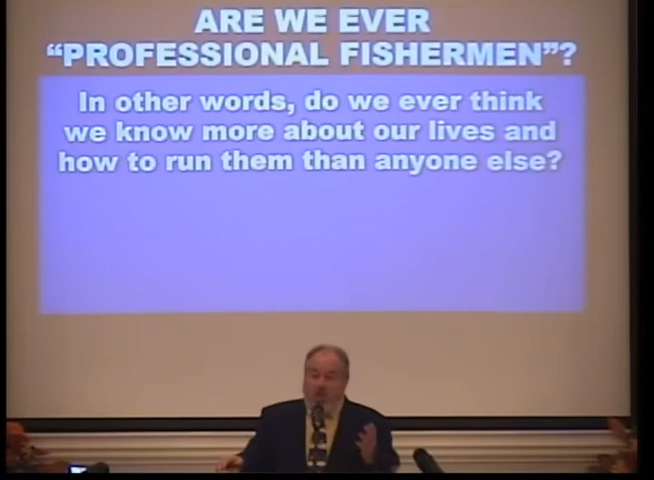 ARE WE EVER
“PROFESSIONAL FISHERMEN”?
In other words, do we ever think
we know more about our lives and
how to run them than anyone else?